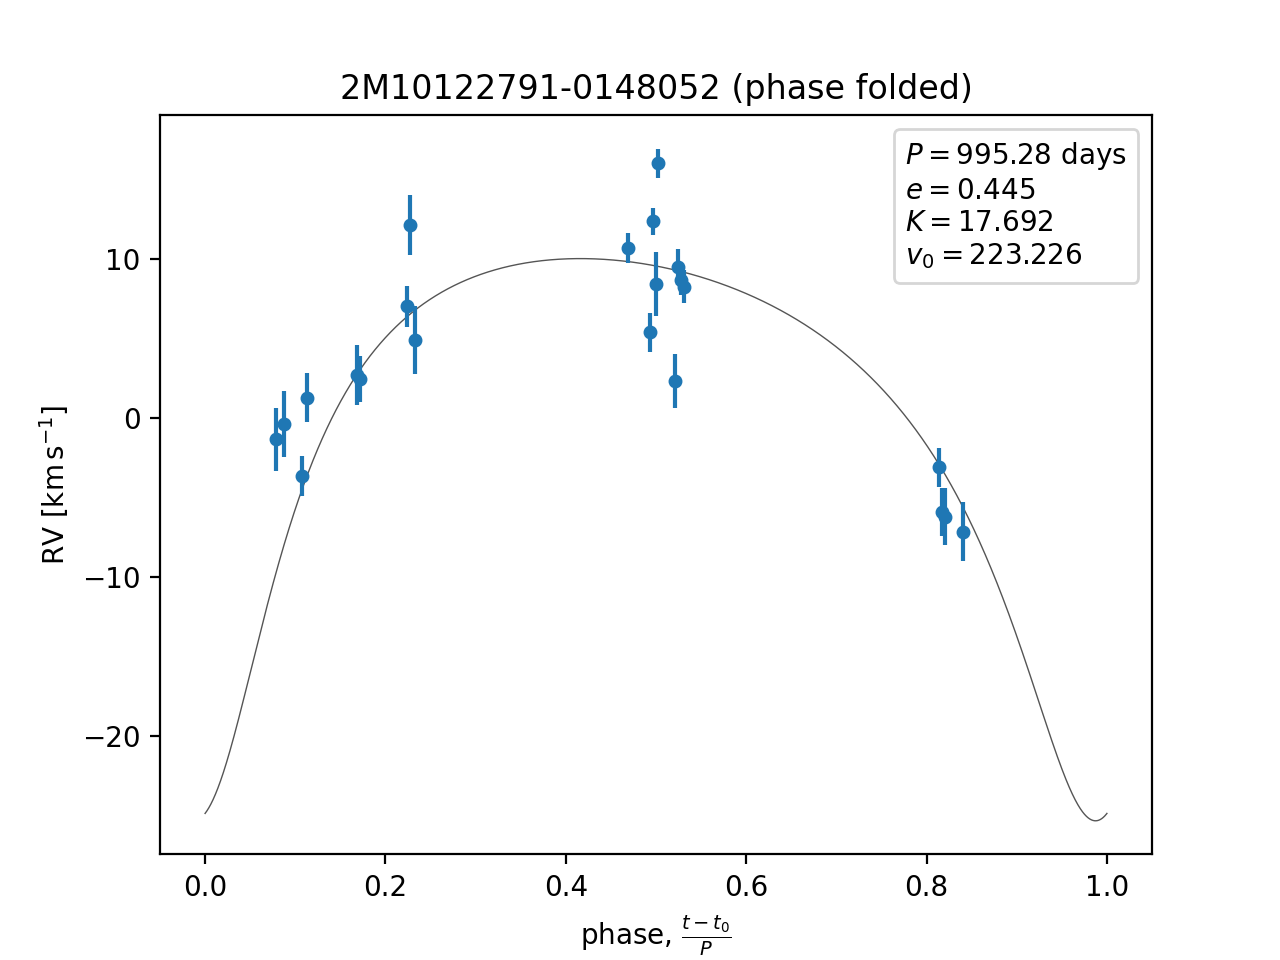 2M10122791-0148052 (phase folded)
P = 995.28 days
e = 0.445
K = 17.692
v₀ = 223.226
RV [km s⁻¹]
10
0
−10
−20
0.0 0.2 0.4 0.6 0.8 1.0
phase, (t − t₀)/P